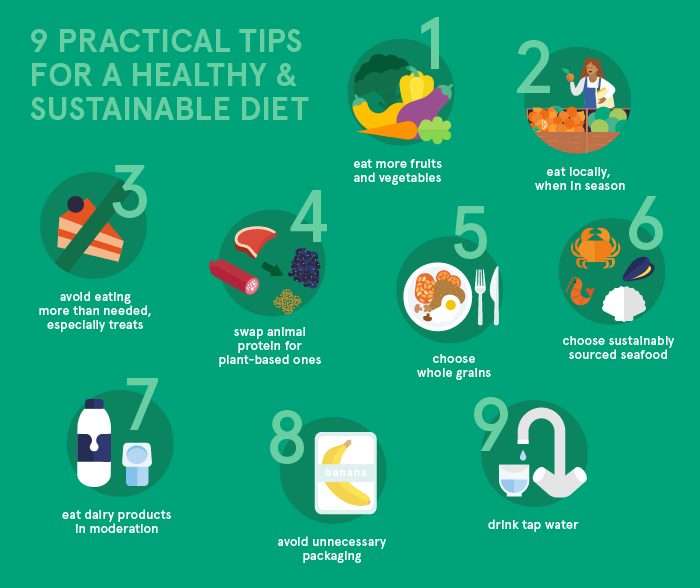 9 PRACTICAL TIPS
FOR A HEALTHY &
SUSTAINABLE DIET
1
eat more fruits
and vegetables
2
eat locally,
when in season
3
avoid eating
more than needed,
especially treats
4
swap animal
protein for
plant-based ones
5
choose
whole grains
6
choose sustainably
sourced seafood
7
eat dairy products
in moderation
8
banana
avoid unnecessary
packaging
9
drink tap water